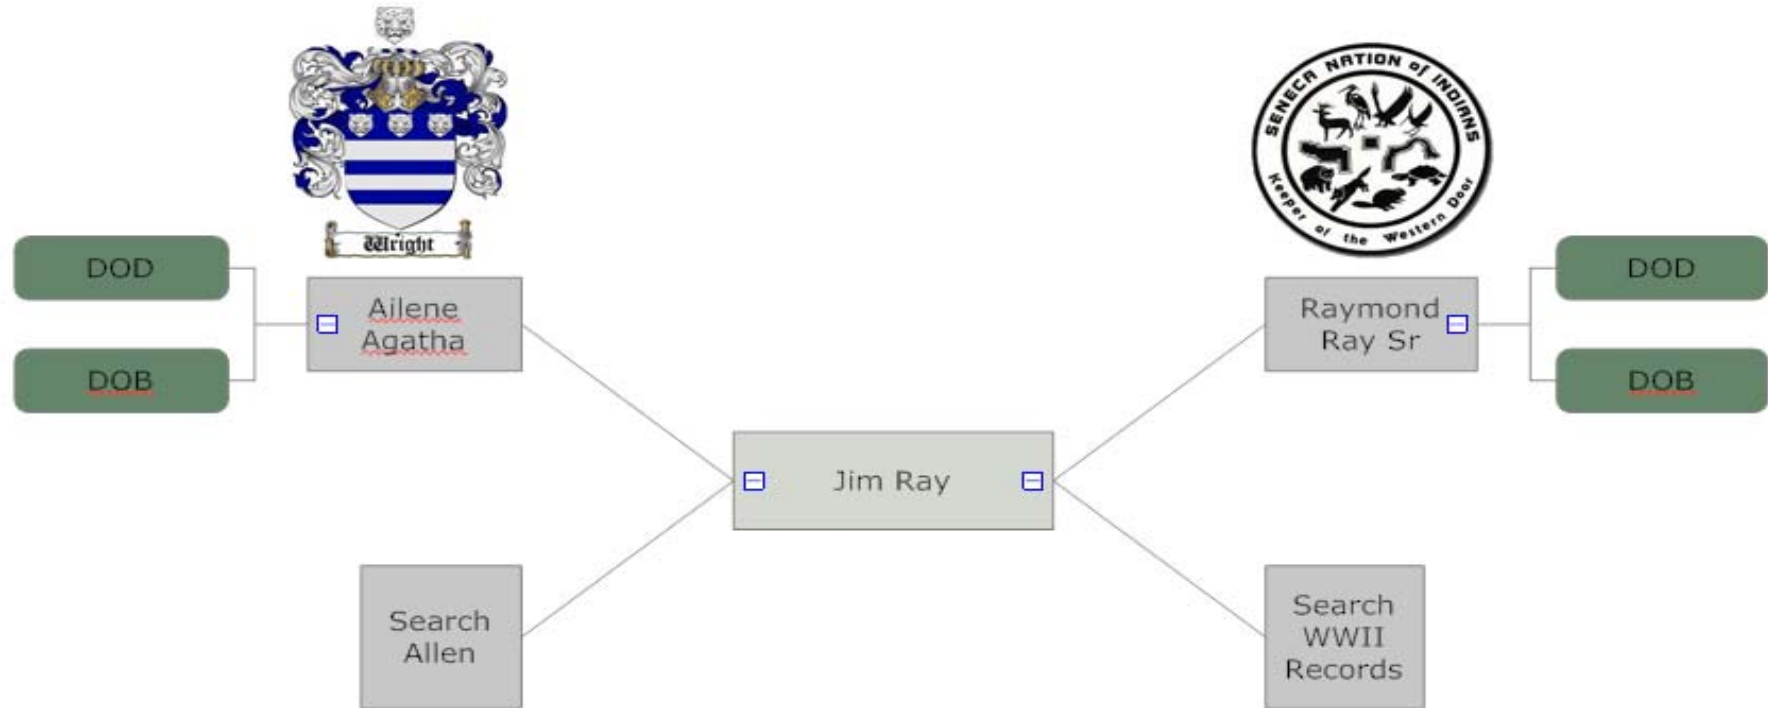 SENECA NATION of INDIANS
Keeper of the Western Door
Wright
DOD
DOB
Ailene
Agatha
Raymond
Ray Sr
DOD
DOB
Jim Ray
Search
Allen
Search
WWII
Records